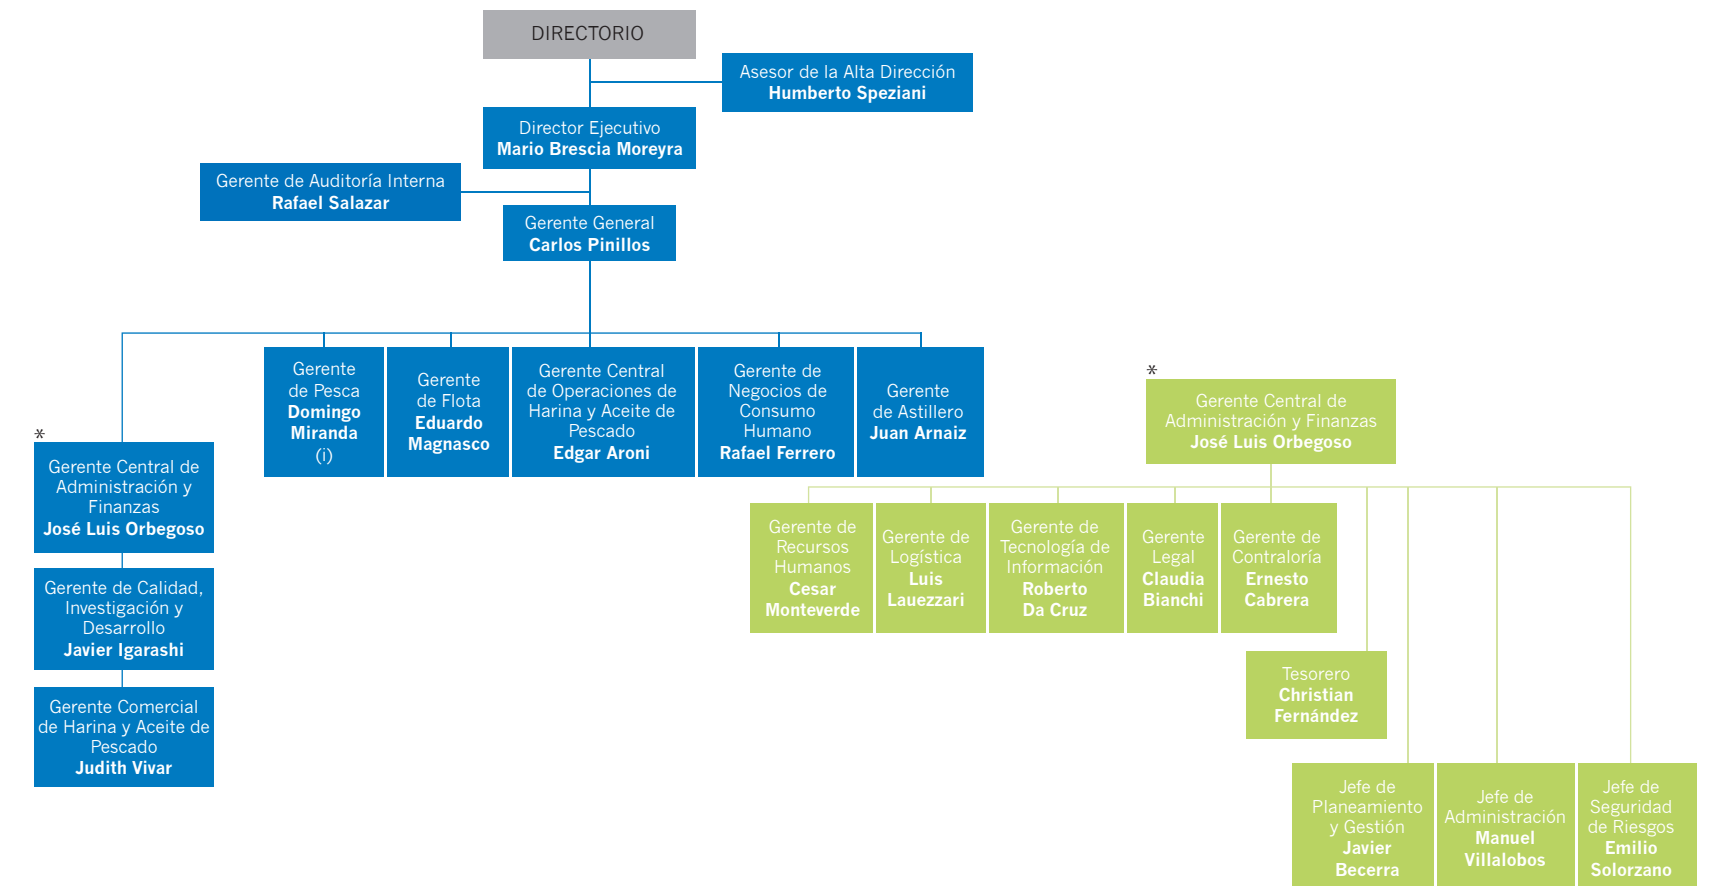 DIRECTORIO
Asesor de la Alta Dirección
Humberto Speziani
Director Ejecutivo
Mario Brescia Moreyra
Gerente de Auditoría Interna
Rafael Salazar
Gerente General
Carlos Pinillos
*
Gerente Central de
Administración y
Finanzas
José Luis Orbegoso
Gerente de Calidad,
Investigación y
Desarrollo
Javier Igarashi
Gerente Comercial
de Harina y Aceite de
Pescado
Judith Vivar
Gerente
de Pesca
Domingo
Miranda
(i)
Gerente
de Flota
Eduardo
Magnasco
Gerente Central
de Operaciones de
Harina y Aceite de
Pescado
Edgar Aroni
Gerente de
Negocios de
Consumo
Humano
Rafael Ferrero
Gerente
de Astillero
Juan Arnaiz
*
Gerente Central de
Administración y Finanzas
José Luis Orbegoso
Gerente de
Recursos
Humanos
Cesar
Monteverde
Gerente de
Logística
Luis
Lauezzari
Gerente de
Tecnología de
Información
Roberto
Da Cruz
Gerente
Legal
Claudia
Bianchi
Gerente de
Contraloría
Ernesto
Cabrera
Tesorero
Christian
Fernández
Jefe de
Planeamiento
y Gestión
Javier
Becerra
Jefe de
Administración
Manuel
Villalobos
Jefe de
Seguridad
de Riesgos
Emilio
Solorzano